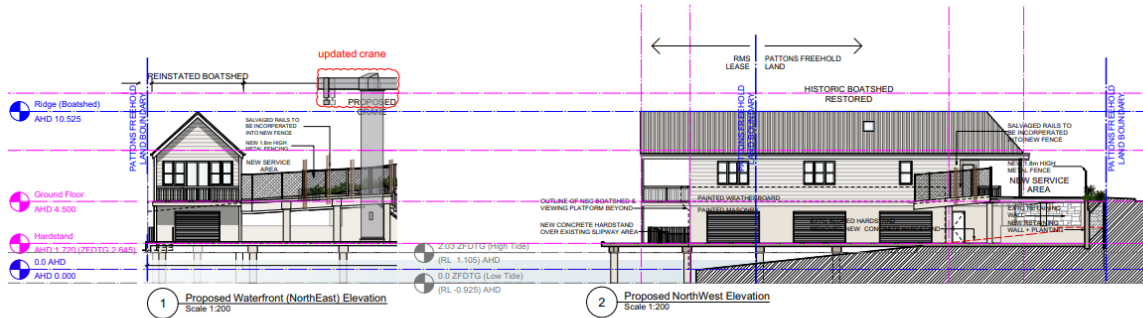 updated crane
REINSTATED BOATSHED
PROPOSED
CRANE
PATTONS FREEHOLD
LAND BOUNDARY
Ridge (Boatshed)
AHD 10.525
SALVAGED RAILS TO
BE INCORPERATED
INTO NEW FENCE
NEW 1.8m HIGH
METAL FENCING
NEW SERVICE
AREA
Ground Floor
AHD 4.500
Hardstand
AHD 1.720 (ZFDTG 2.645)
0.0 AHD
AHD 0.000
2.03 ZFDTG (High Tide)
(RL 1.105) AHD
0.0 ZFDTG (Low Tide)
(RL -0.925) AHD
1
Proposed Waterfront (NorthEast) Elevation
Scale 1:200
RMS
LEASE
PATTONS FREEHOLD
LAND
HISTORIC BOATSHED
RESTORED
SALVAGED RAILS TO
BE INCORPERATED
INTO NEW FENCE
NEW 1.8m HIGH
METAL FENCE
NEW SERVICE
AREA
PATTONS FREEHOLD
LAND BOUNDARY
OUTLINE OF NSC BOATSHED &
VIEWING PLATFORM BEYOND
NEW CONCRETE HARDSTAND
OVER EXISTING SLIPWAY AREA
PAINTED WEATHERBOARD
PAINTED MASONRY
NEW CONCRETE HARDSTAND
RETAINING
WALL
NEW RETAINING
WALL + PLANTING
2
Proposed NorthWest Elevation
Scale 1:200